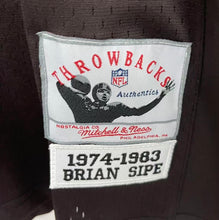 THROWBACKS
NFL
Authentics
NOSTALGIA CO.
Mitchell & Ness
PHILADELPHIA, PA
1974-1983
BRIAN SIPE